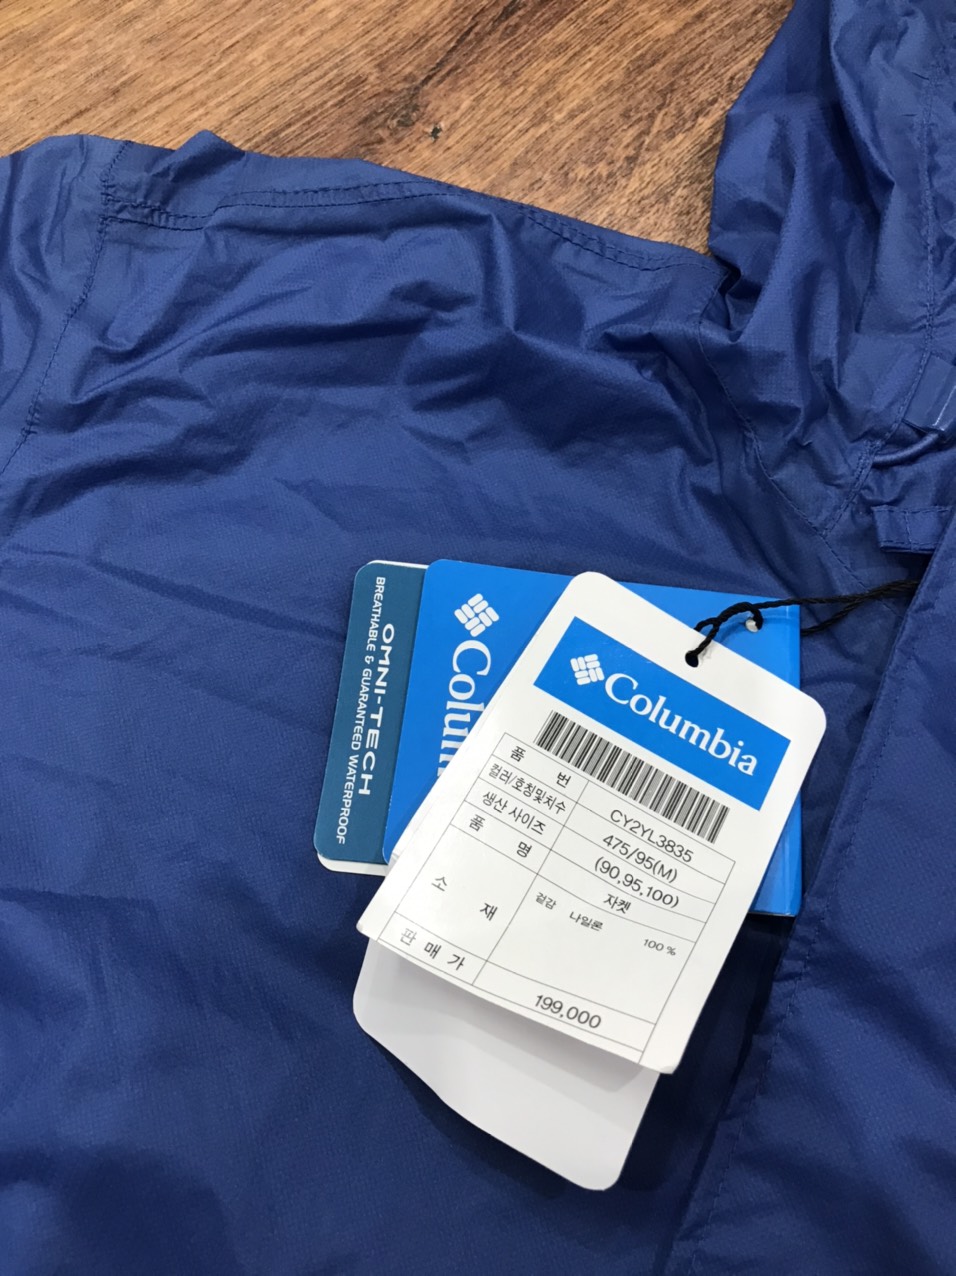 OMNI-TECH
BREATHABLE & GUARANTEED WATERPROOF
Colum
Columbia
품 번 CY2YL3835
컬러/호칭및치수 475/95(M)
생산 사이즈 (90,95,100)
품 명 자켓
소 재 겉감 나일론 100 %
판 매 가 199,000